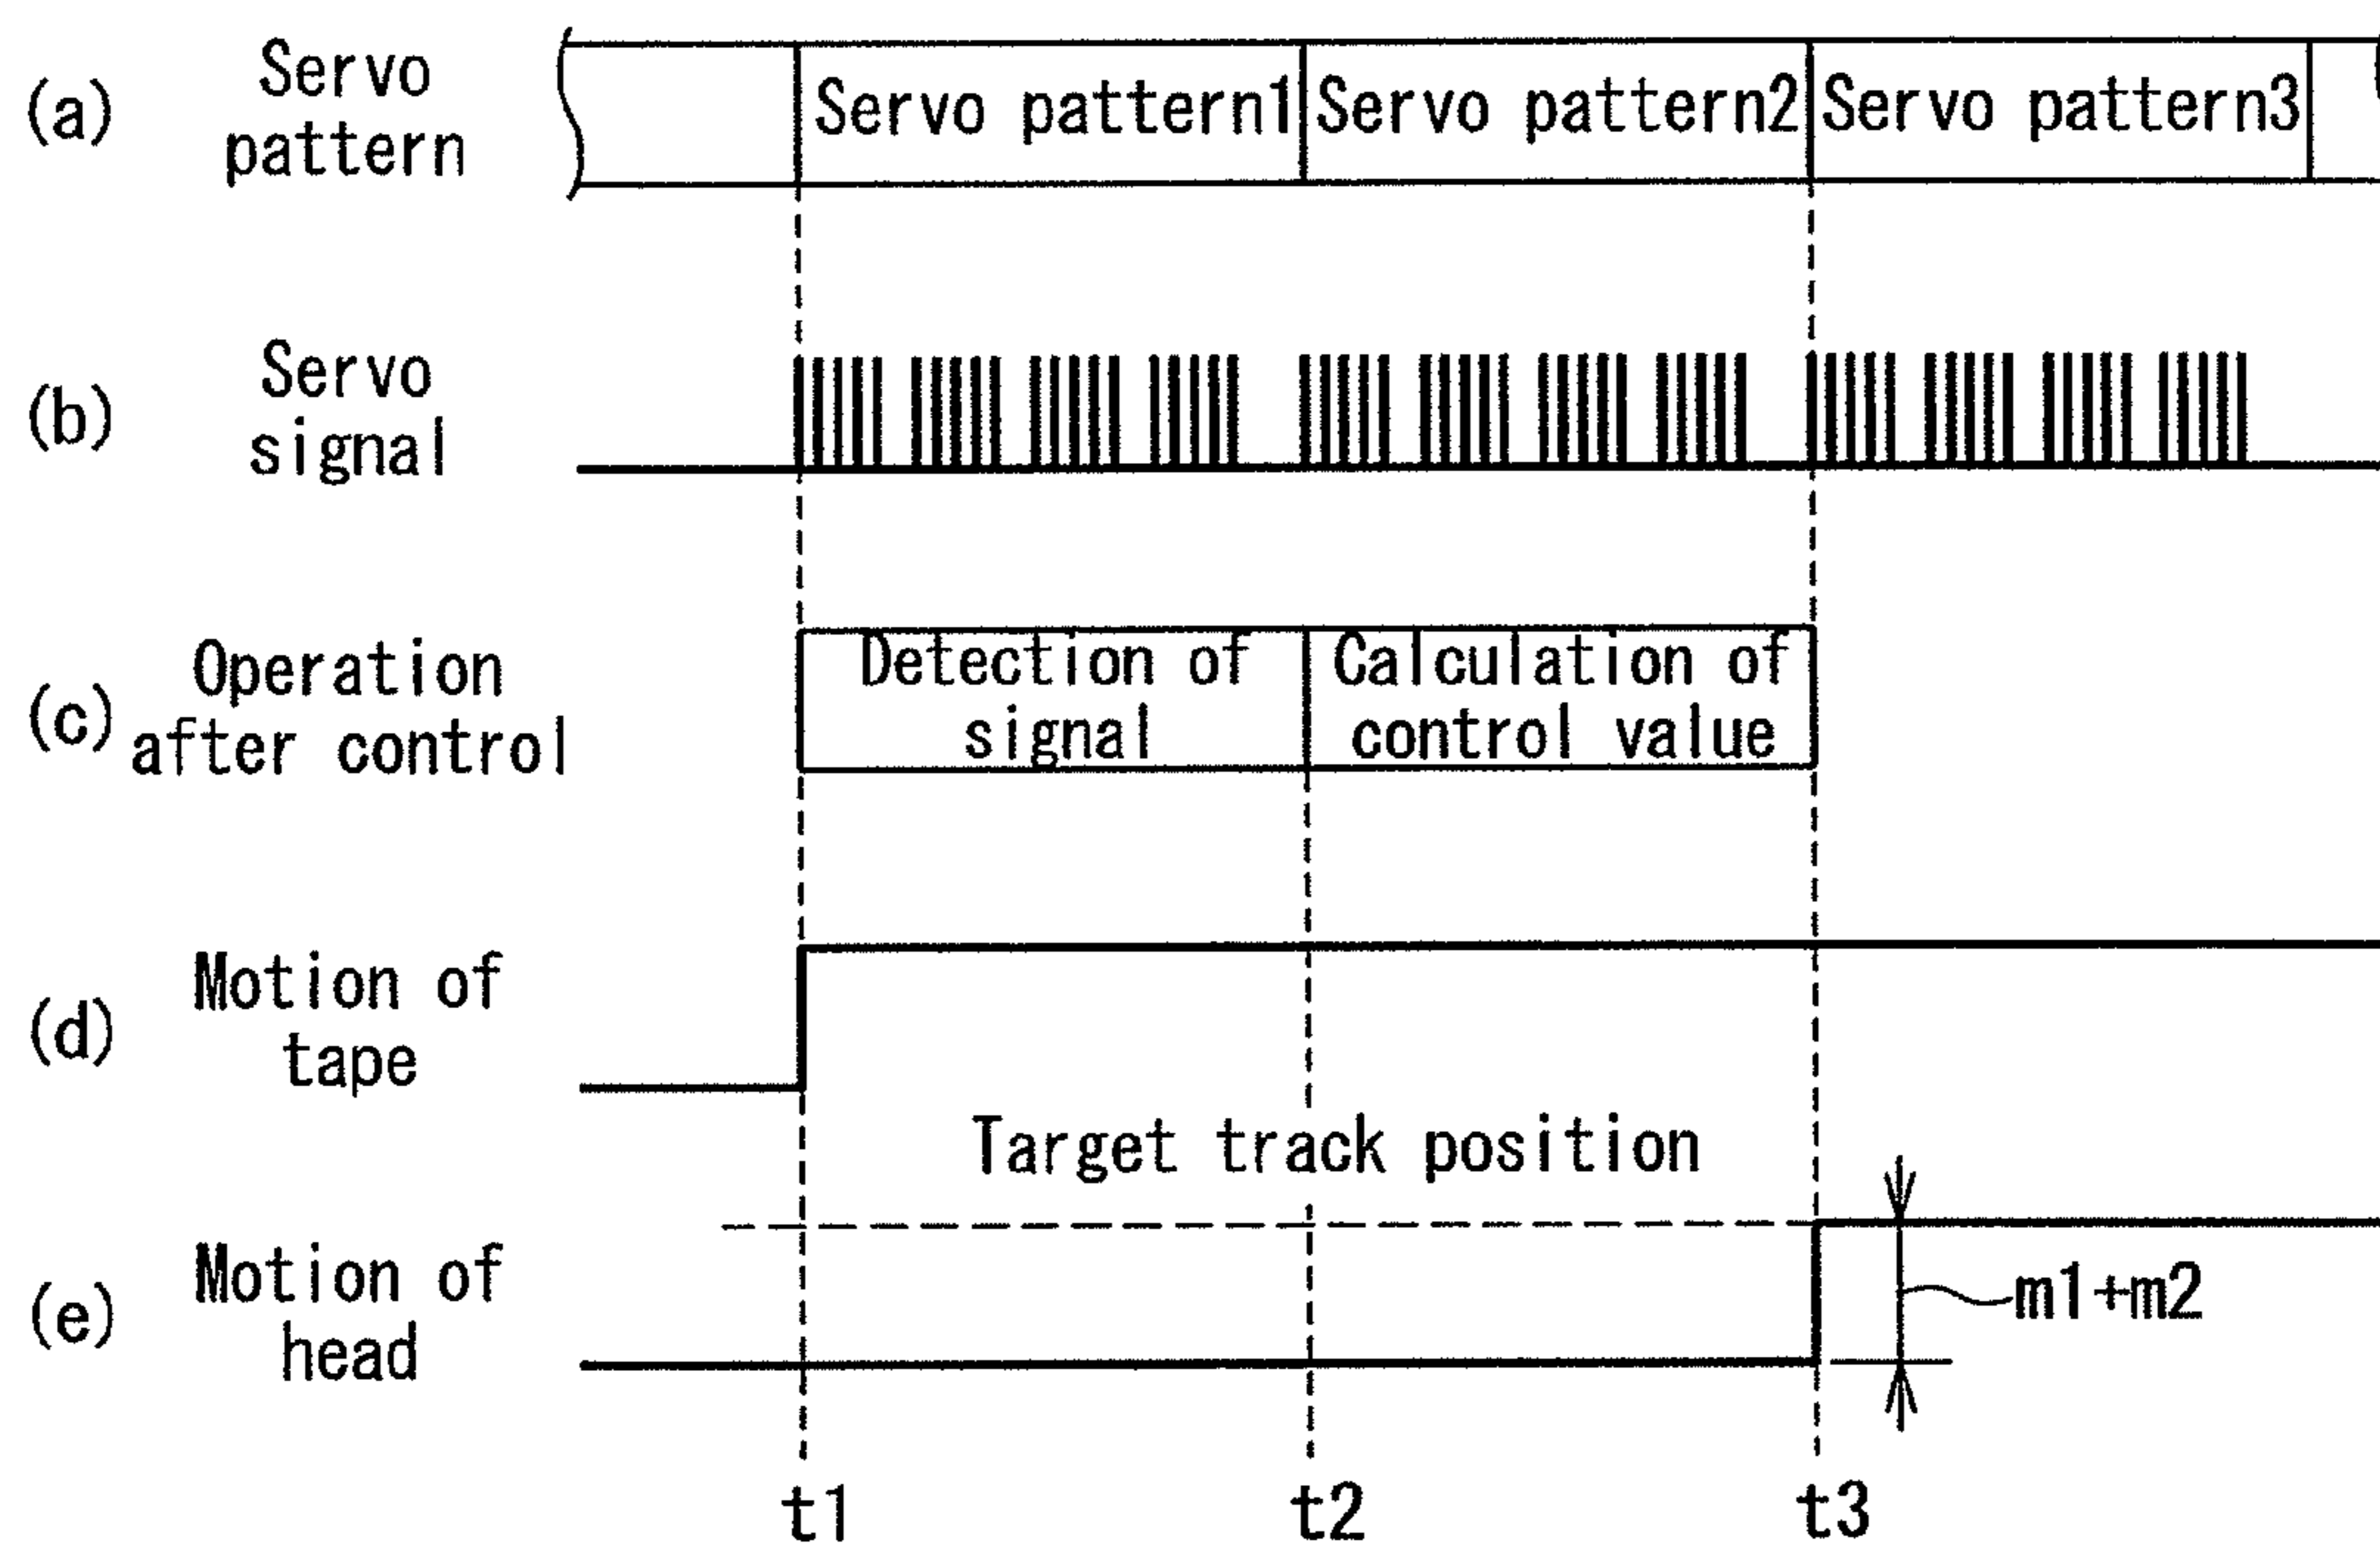 (a)
Servo
pattern
Servo pattern1
Servo pattern2
Servo pattern3
(b)
Servo
signal
(c)
Operation
after control
Detection of
signal
Calculation of
control value
(d)
Motion of
tape
Target track position
(e)
Motion of
head
m1+m2
t1
t2
t3